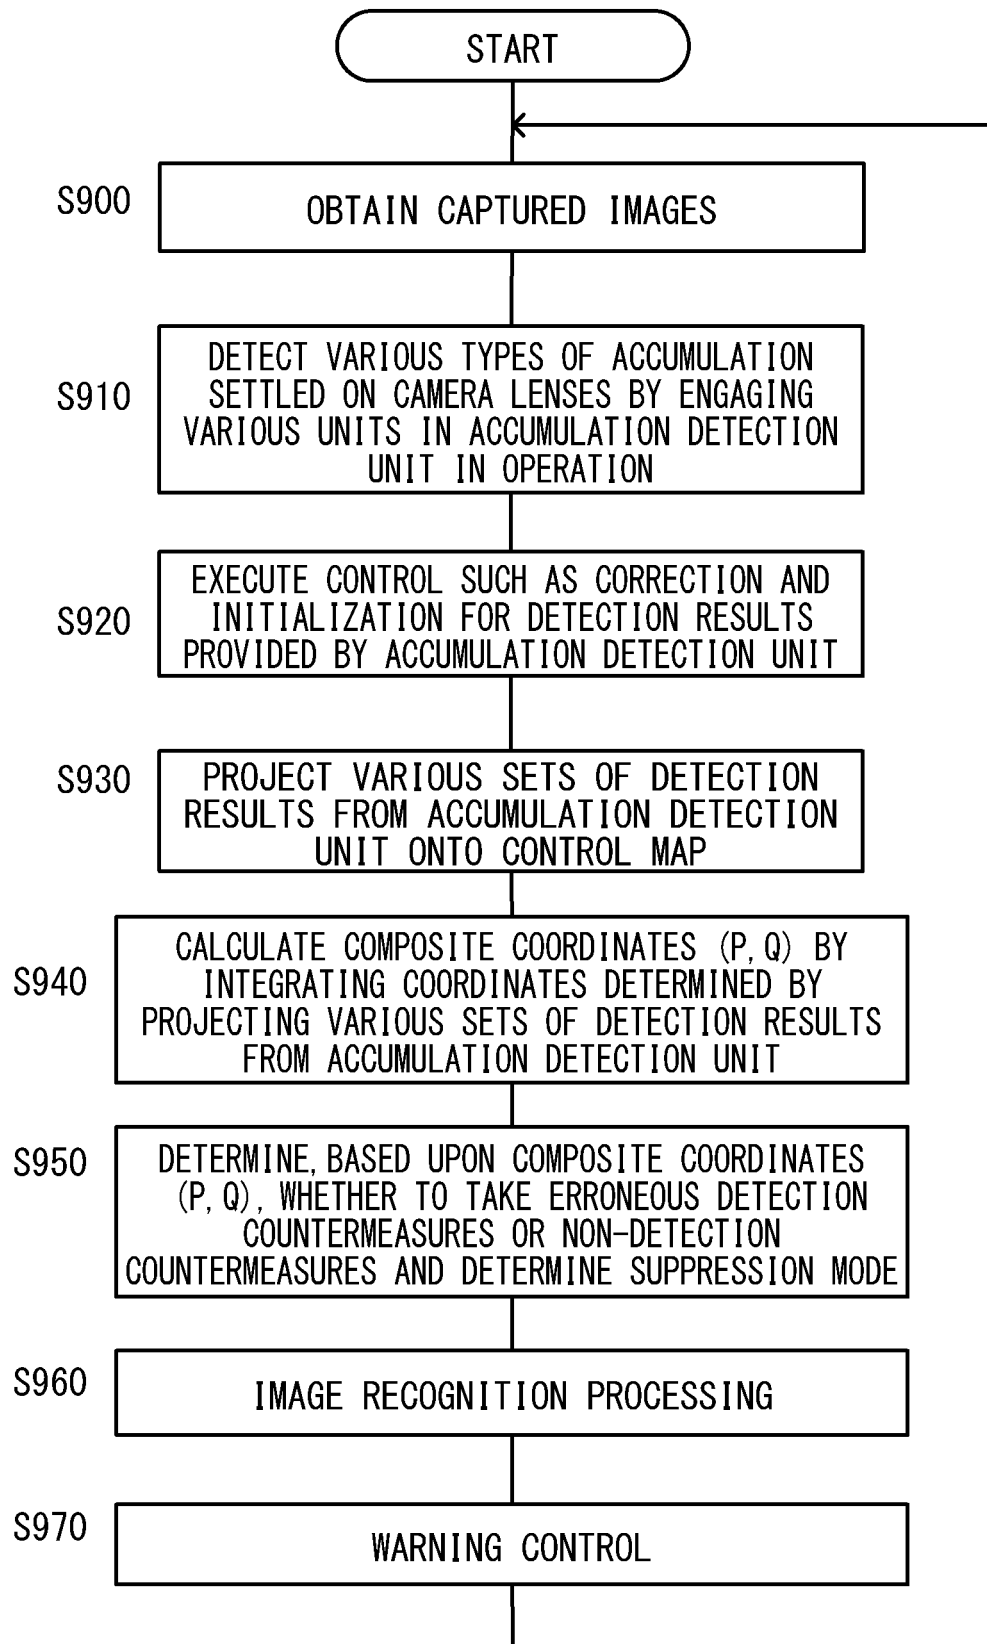 START
S900
OBTAIN CAPTURED IMAGES
S910
DETECT VARIOUS TYPES OF ACCUMULATION
SETTLED ON CAMERA LENSES BY ENGAGING
VARIOUS UNITS IN ACCUMULATION DETECTION
UNIT IN OPERATION
S920
EXECUTE CONTROL SUCH AS CORRECTION AND
INITIALIZATION FOR DETECTION RESULTS
PROVIDED BY ACCUMULATION DETECTION UNIT
S930
PROJECT VARIOUS SETS OF DETECTION
RESULTS FROM ACCUMULATION DETECTION
UNIT ONTO CONTROL MAP
S940
CALCULATE COMPOSITE COORDINATES (P, Q) BY
INTEGRATING COORDINATES DETERMINED BY
PROJECTING VARIOUS SETS OF DETECTION RESULTS
FROM ACCUMULATION DETECTION UNIT
S950
DETERMINE, BASED UPON COMPOSITE COORDINATES
(P, Q), WHETHER TO TAKE ERRONEOUS DETECTION
COUNTERMEASURES OR NON-DETECTION
COUNTERMEASURES AND DETERMINE SUPPRESSION MODE
S960
IMAGE RECOGNITION PROCESSING
S970
WARNING CONTROL